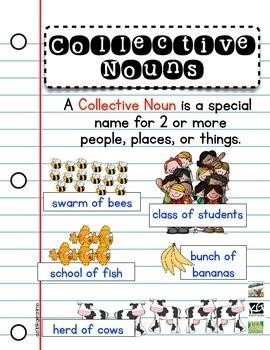 Collective
Nouns
A Collective Noun is a special
name for 2 or more
people, places, or things.
swarm of bees
class of students
school of fish
bunch of
bananas
herd of cows